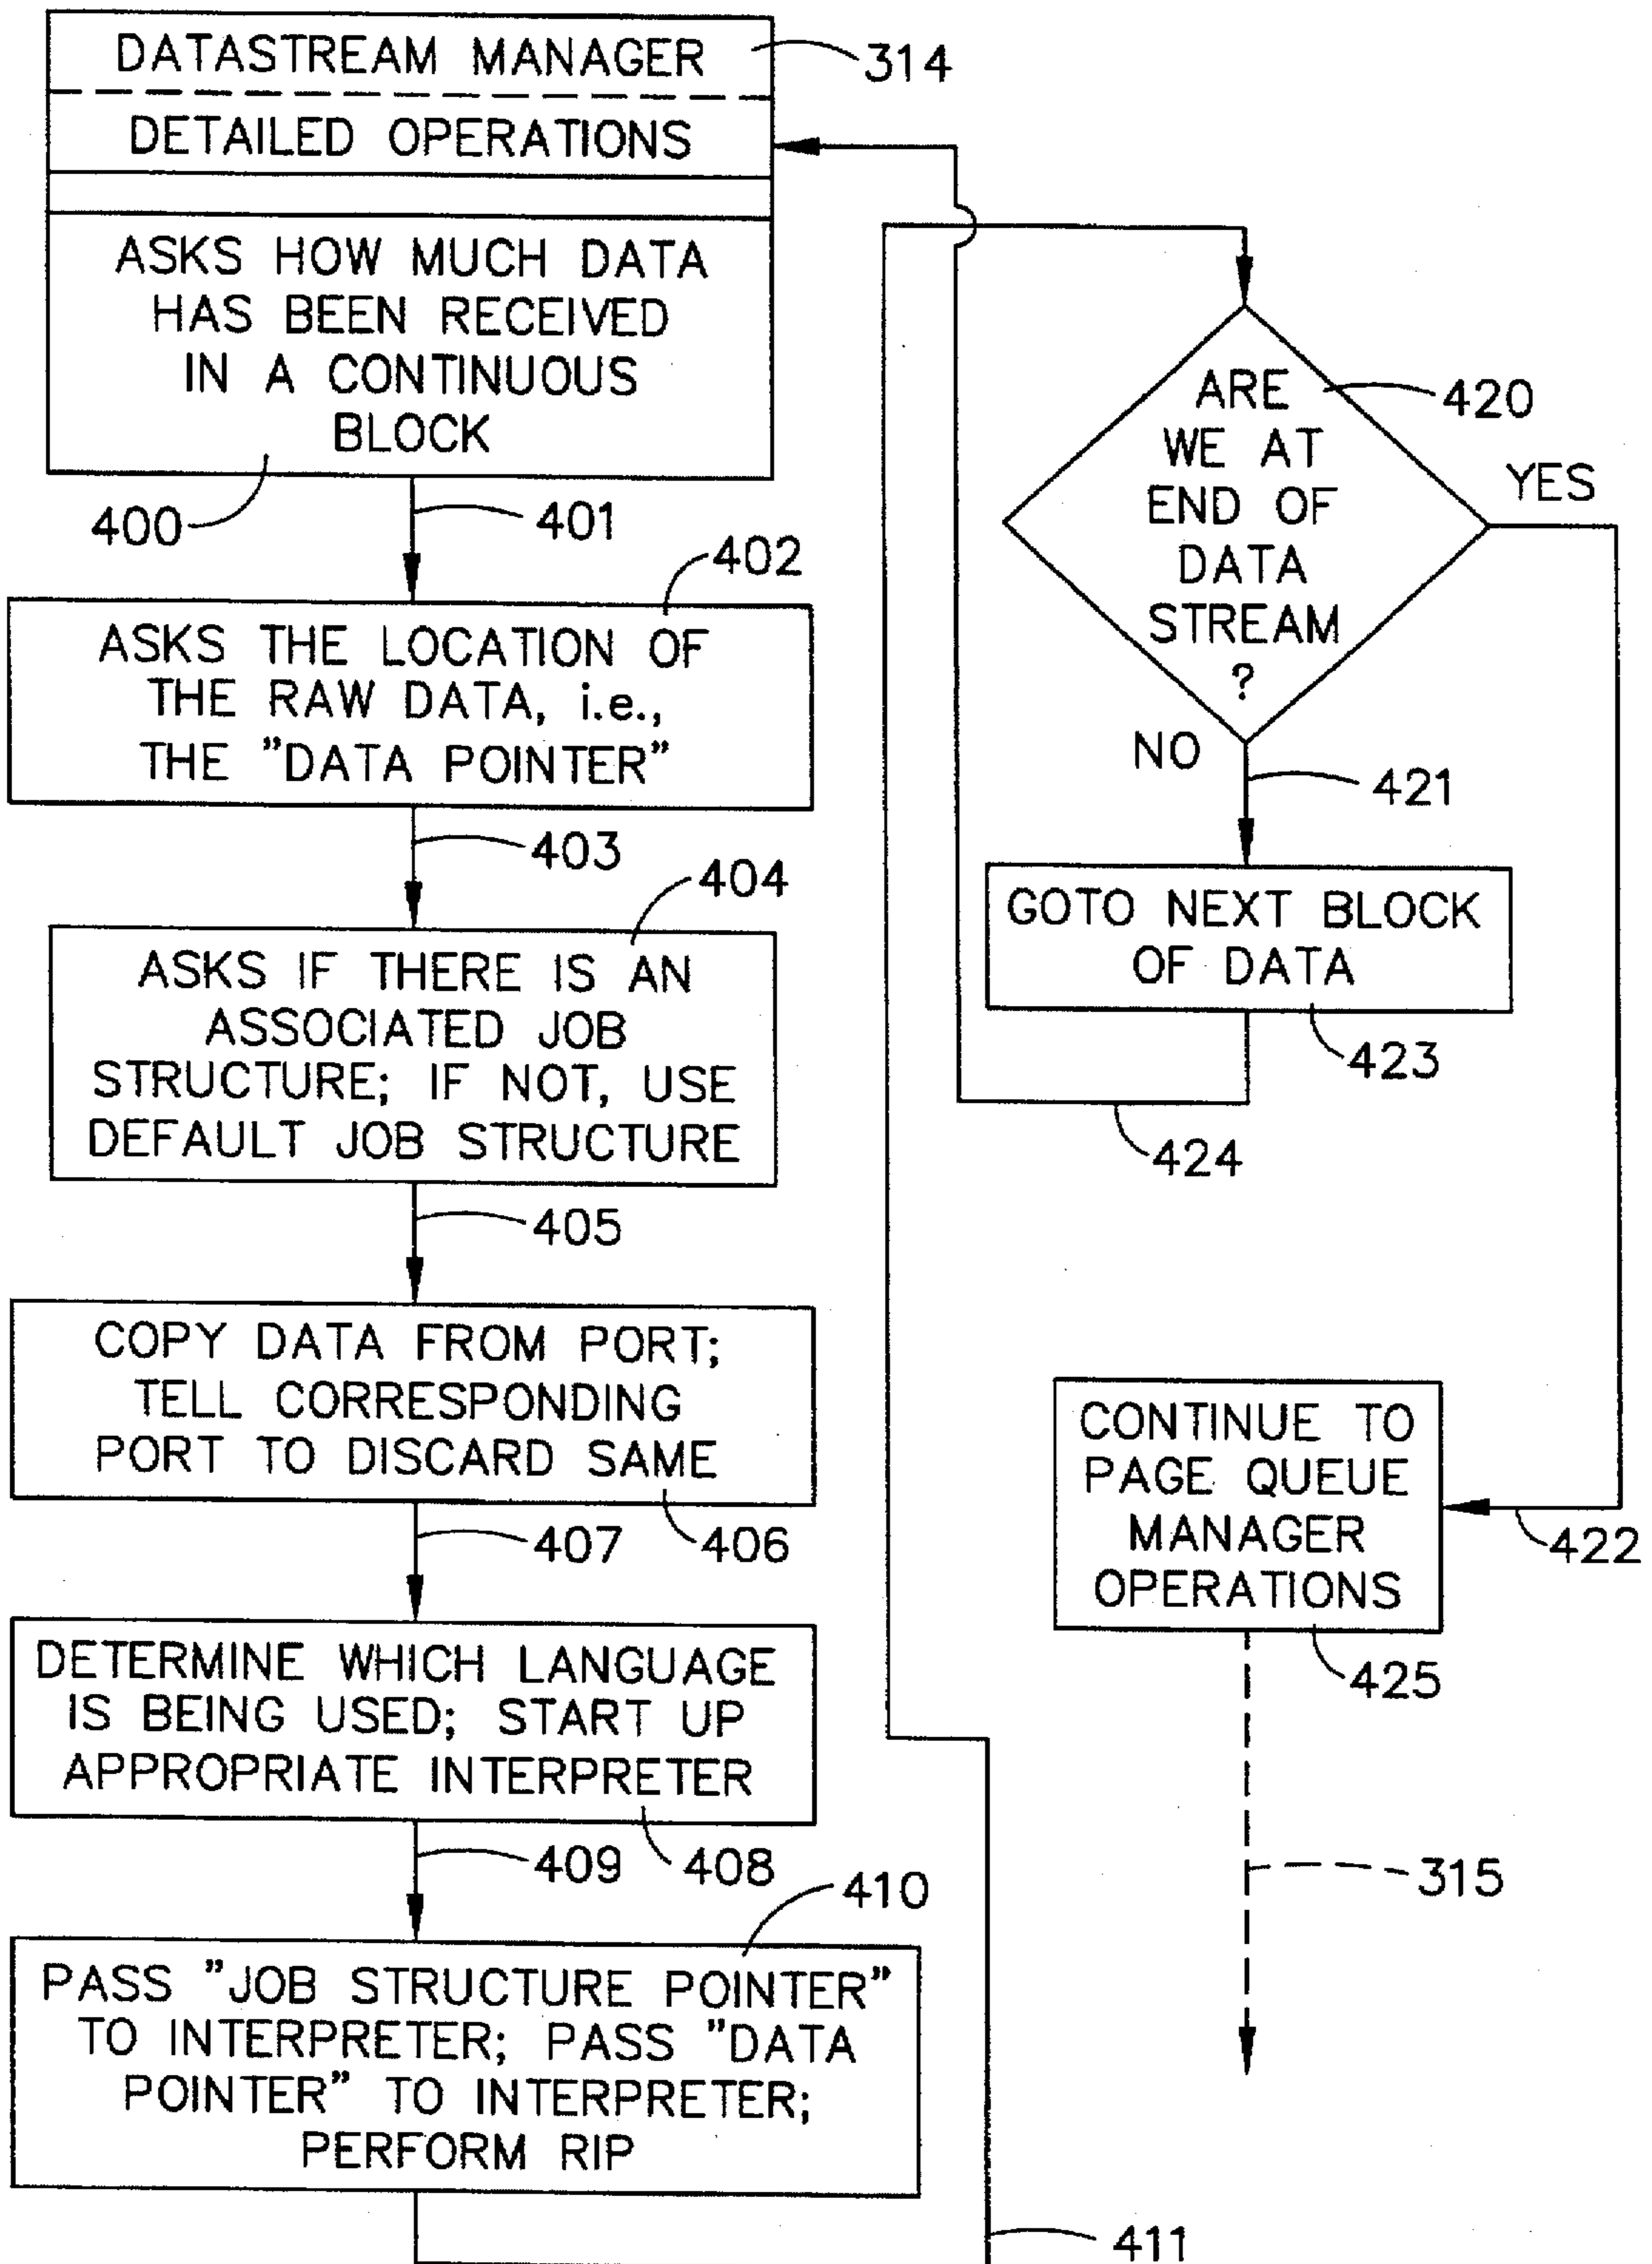 DATASTREAM MANAGER
314
DETAILED OPERATIONS
ASKS HOW MUCH DATA
HAS BEEN RECEIVED
IN A CONTINUOUS
BLOCK
400
401
402
ASKS THE LOCATION OF
THE RAW DATA, i.e.,
THE "DATA POINTER"
403
404
ASKS IF THERE IS AN
ASSOCIATED JOB
STRUCTURE; IF NOT, USE
DEFAULT JOB STRUCTURE
405
COPY DATA FROM PORT;
TELL CORRESPONDING
PORT TO DISCARD SAME
407
406
DETERMINE WHICH LANGUAGE
IS BEING USED; START UP
APPROPRIATE INTERPRETER
409
408
410
PASS "JOB STRUCTURE POINTER"
TO INTERPRETER; PASS "DATA
POINTER" TO INTERPRETER;
PERFORM RIP
411
ARE
WE AT
END OF
DATA
STREAM
?
420
YES
NO
421
GOTO NEXT BLOCK
OF DATA
423
424
CONTINUE TO
PAGE QUEUE
MANAGER
OPERATIONS
422
425
315